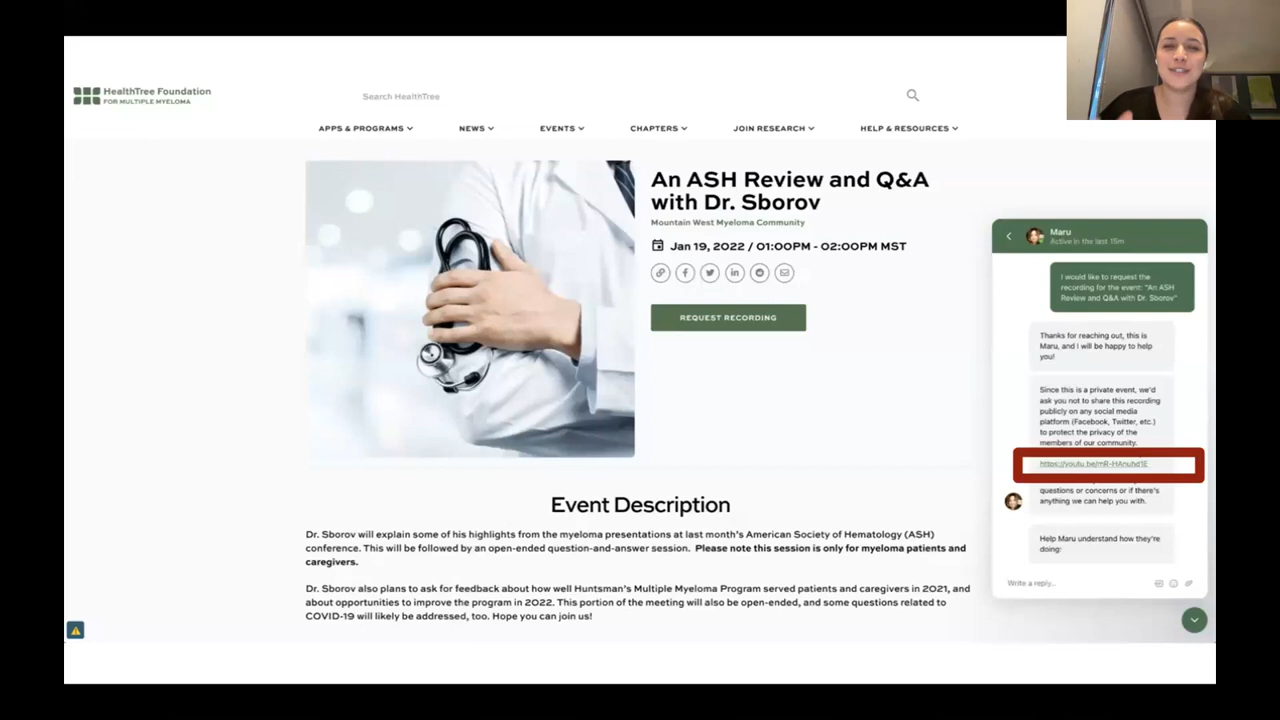 HealthTree Foundation
FOR MULTIPLE MYELOMA
Search HealthTree
APPS & PROGRAMS
NEWS
EVENTS
CHAPTERS
JOIN RESEARCH
HELP & RESOURCES
An ASH Review and Q&A
with Dr. Sborov
Mountain West Myeloma Community
Jan 19, 2022 / 01:00PM - 02:00PM MST
REQUEST RECORDING
Event Description
Dr. Sborov will explain some of his highlights from the myeloma presentations at last month's American Society of Hematology (ASH)
conference. This will be followed by an open-ended question-and-answer session. Please note this session is only for myeloma patients and
caregivers.
Dr. Sborov also plans to ask for feedback about how well Huntsman's Multiple Myeloma Program served patients and caregivers in 2021, and
about opportunities to improve the program in 2022. This portion of the meeting will also be open-ended, and some questions related to
COVID-19 will likely be addressed, too. Hope you can join us!
Maru
Active in the last 15m
I would like to request the
recording for the event: "An ASH
Review and Q&A with Dr. Sborov"
Thanks for reaching out, this is
Maru, and I will be happy to help
you!
Since this is a private event, we'd
ask you not to share this recording
publicly on any social media
platform (Facebook, Twitter, etc.)
to protect the privacy of the
members of our community.
questions or concerns or if there's
anything we can help you with.
Help Maru understand how they're
doing:
Write a reply...